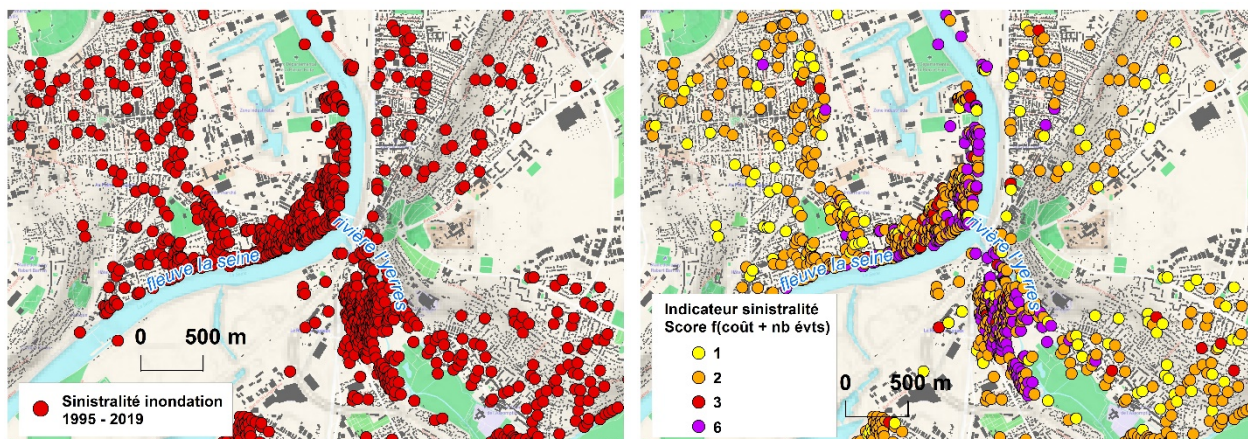 fleuve la seine
rivière l'yerres
0 500 m
Sinistralité inondation
1995 - 2019
fleuve la seine
rivière l'yerres
Indicateur sinistralité
Score f(coût + nb évts)
1
2
3
6
0 500 m